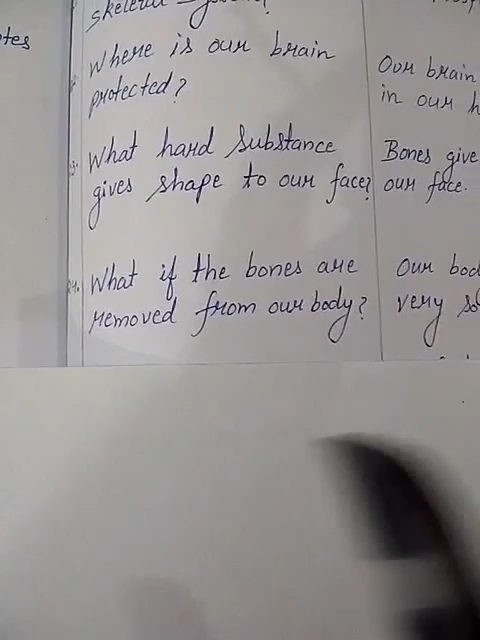 Where is our brain
protected?
Our brain
in our
What hard substance
gives shape to our face?
Bones give
our face.
24. What if the bones are
removed from our body?
Our
very